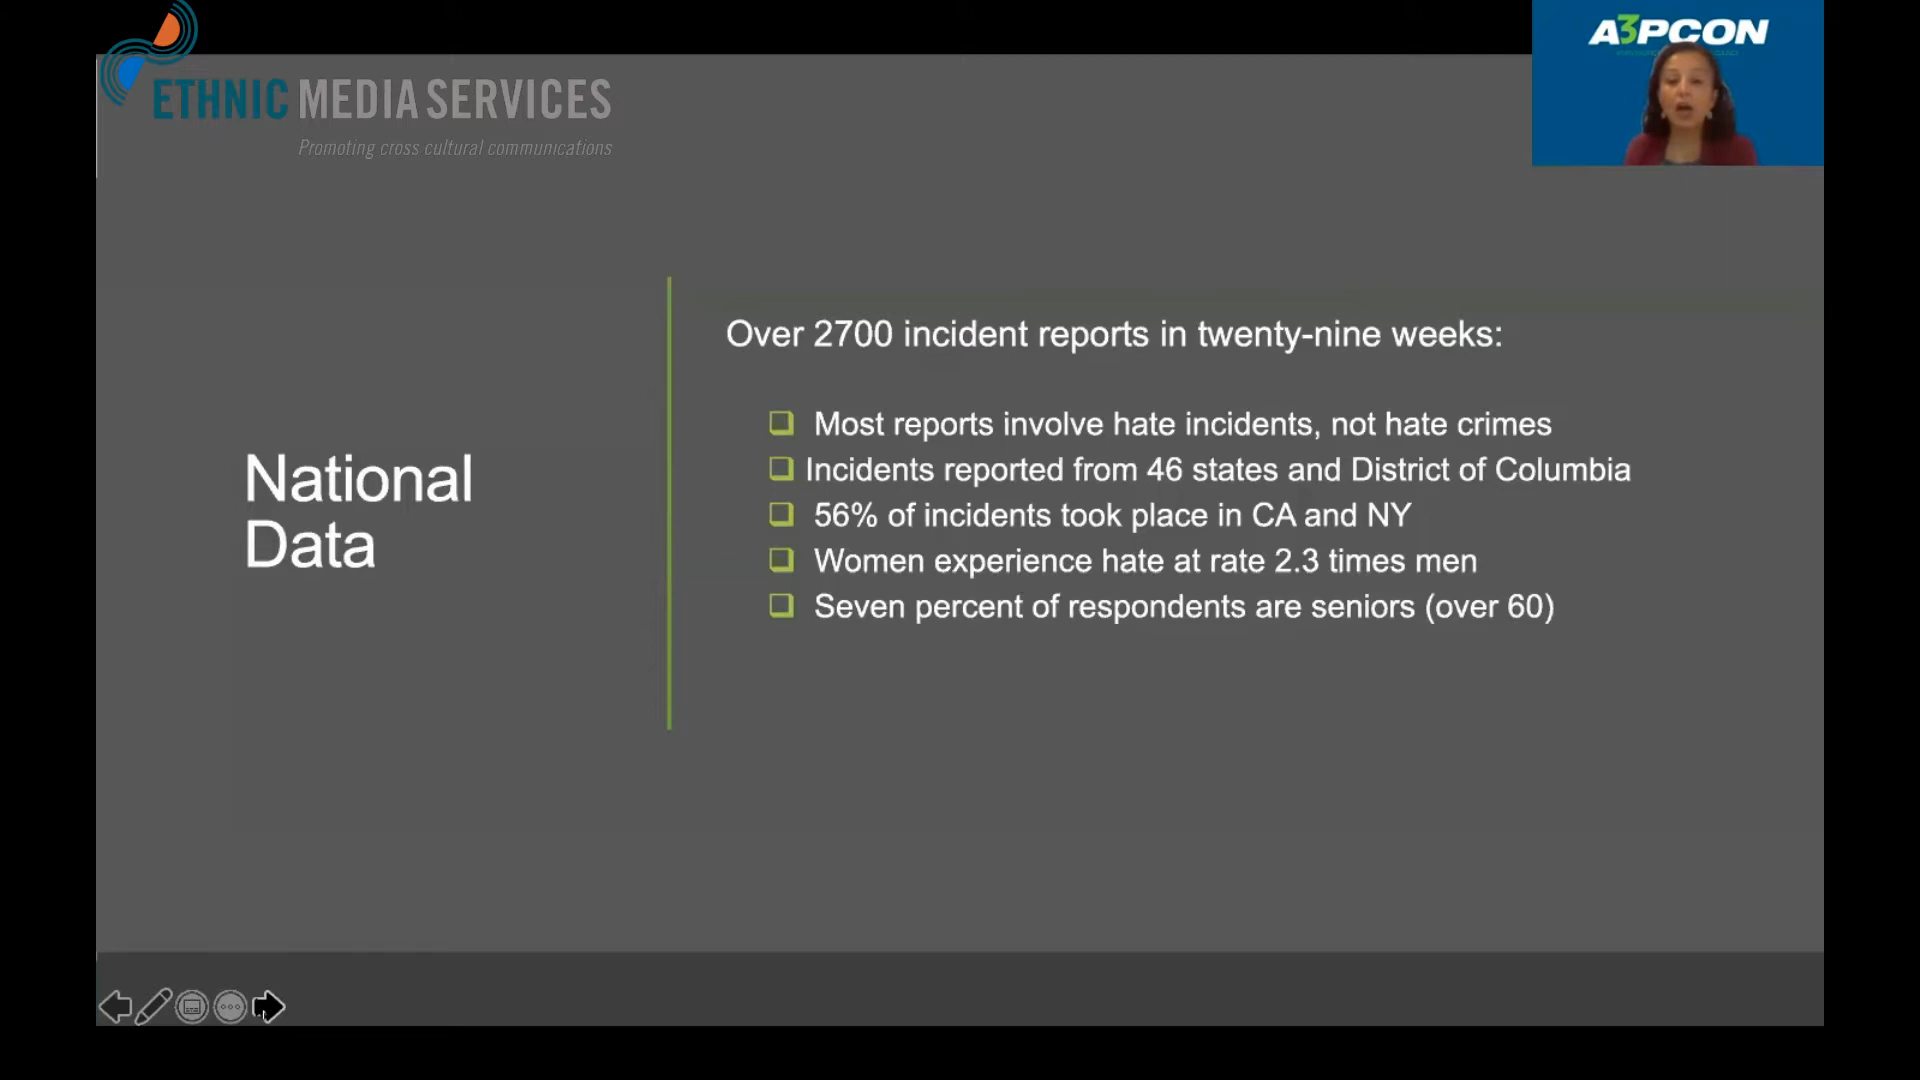 ETHNIC MEDIA SERVICES
Promoting cross cultural communications
A3PCON
National
Data
Over 2700 incident reports in twenty-nine weeks:
Most reports involve hate incidents, not hate crimes
Incidents reported from 46 states and District of Columbia
56% of incidents took place in CA and NY
Women experience hate at rate 2.3 times men
Seven percent of respondents are seniors (over 60)